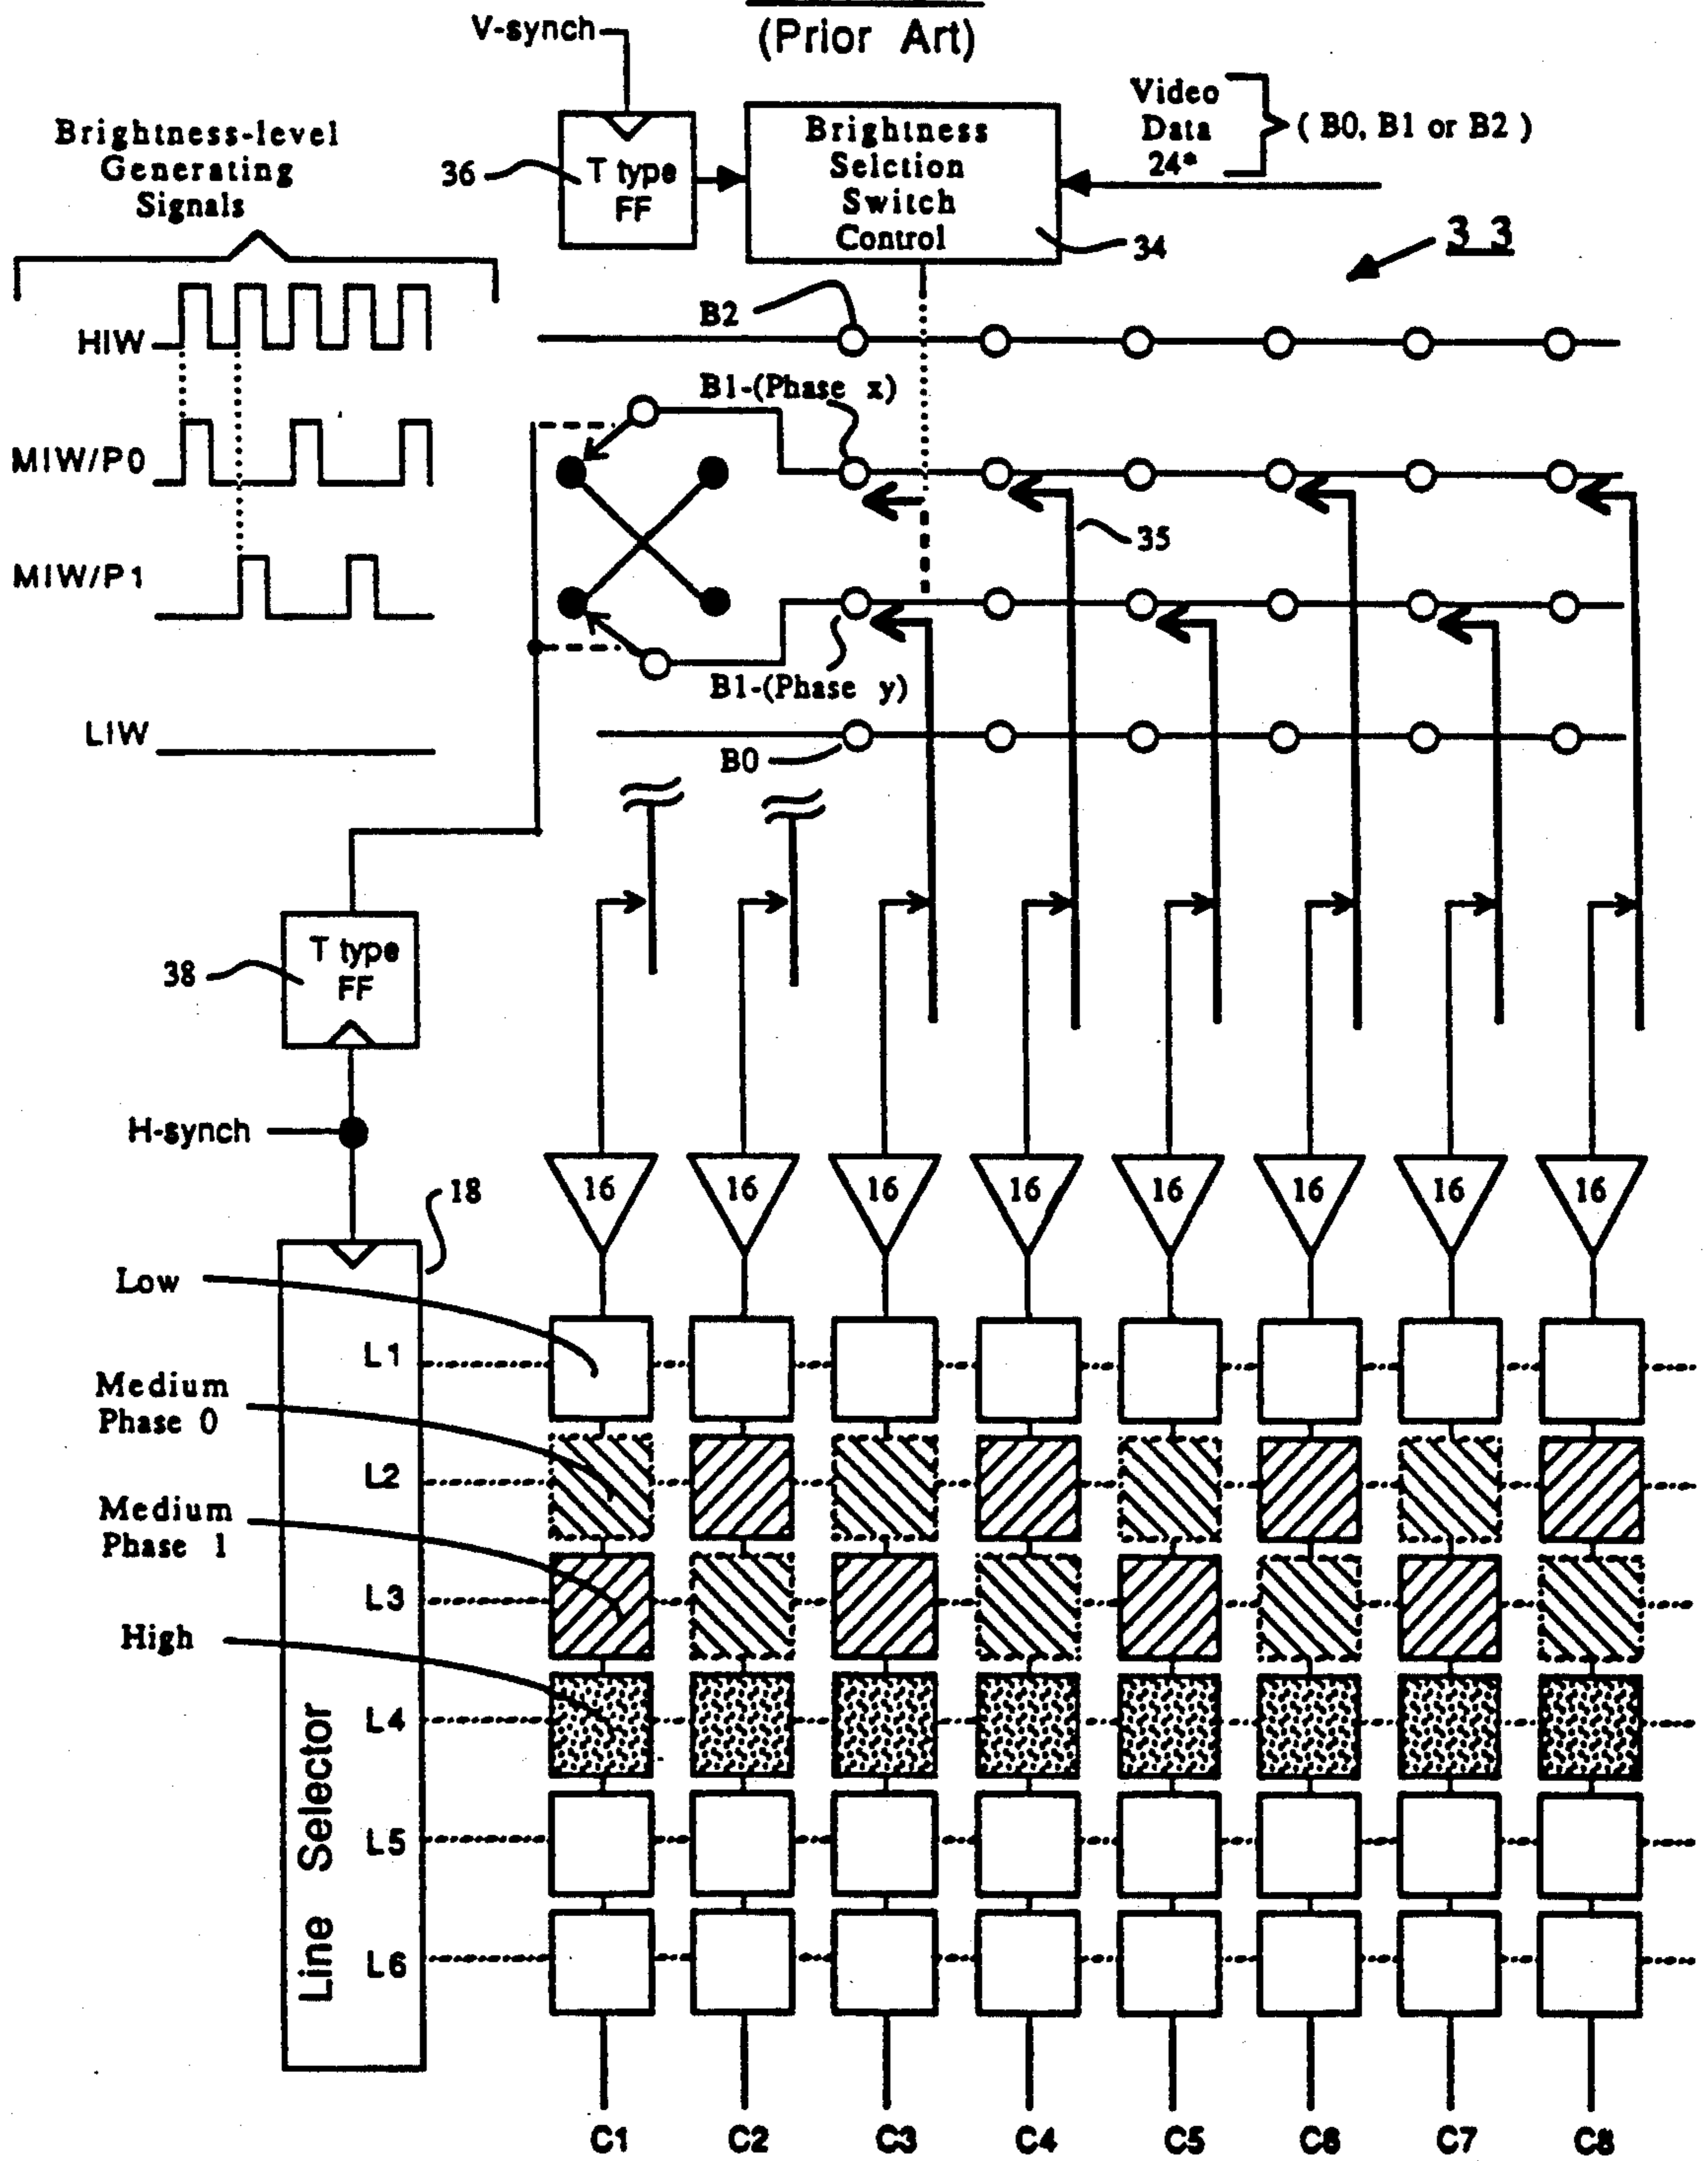 (Prior Art)
V-synch
Brightness-level
Generating
Signals
36
T type
FF
Brightness
Selction
Switch
Control
34
Video
Data
24*
( B0, B1 or B2 )
33
HIW
MIW/P0
MIW/P1
LIW
B2
B1-(Phase x)
35
B1-(Phase y)
B0
38
T type
FF
H-synch
18
16 16 16 16 16 16 16 16
Low
Medium
Phase 0
Medium
Phase 1
High
Line Selector
L1
L2
L3
L4
L5
L6
C1 C2 C3 C4 C5 C6 C7 C8